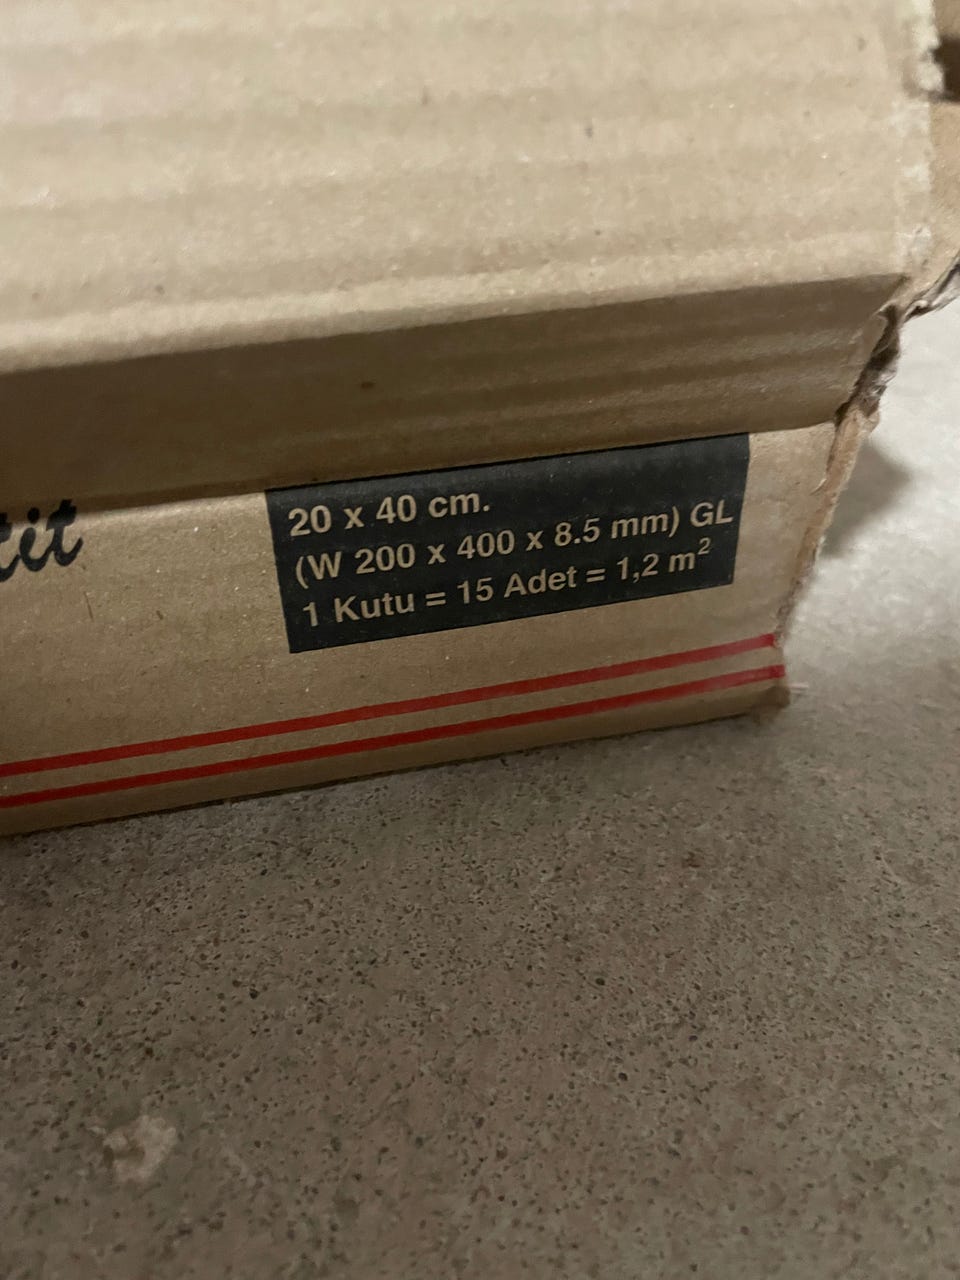 20 x 40 cm.
(W 200 x 400 x 8.5 mm) GL
1 Kutu = 15 Adet = 1,2 m²